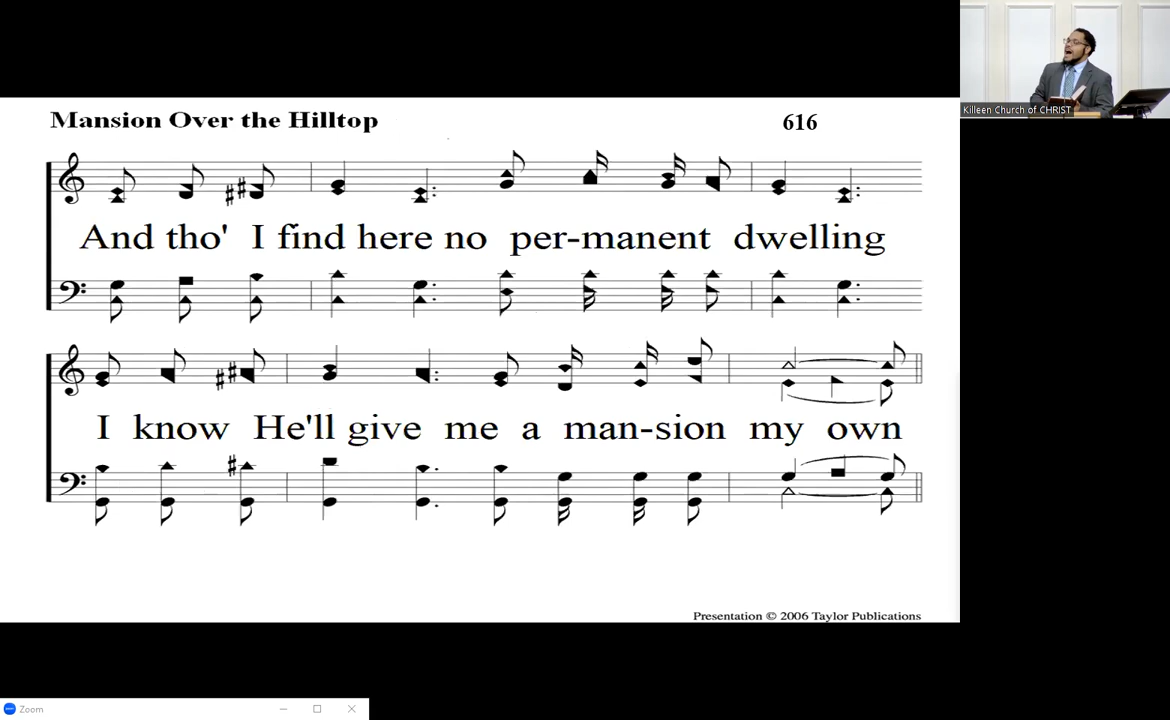 Mansion Over the Hilltop
616
And tho' I find here no per-manent dwelling
I know He'll give me a man-sion my own
Presentation © 2006 Taylor Publications
Killeen Church of CHRIST
Zoom